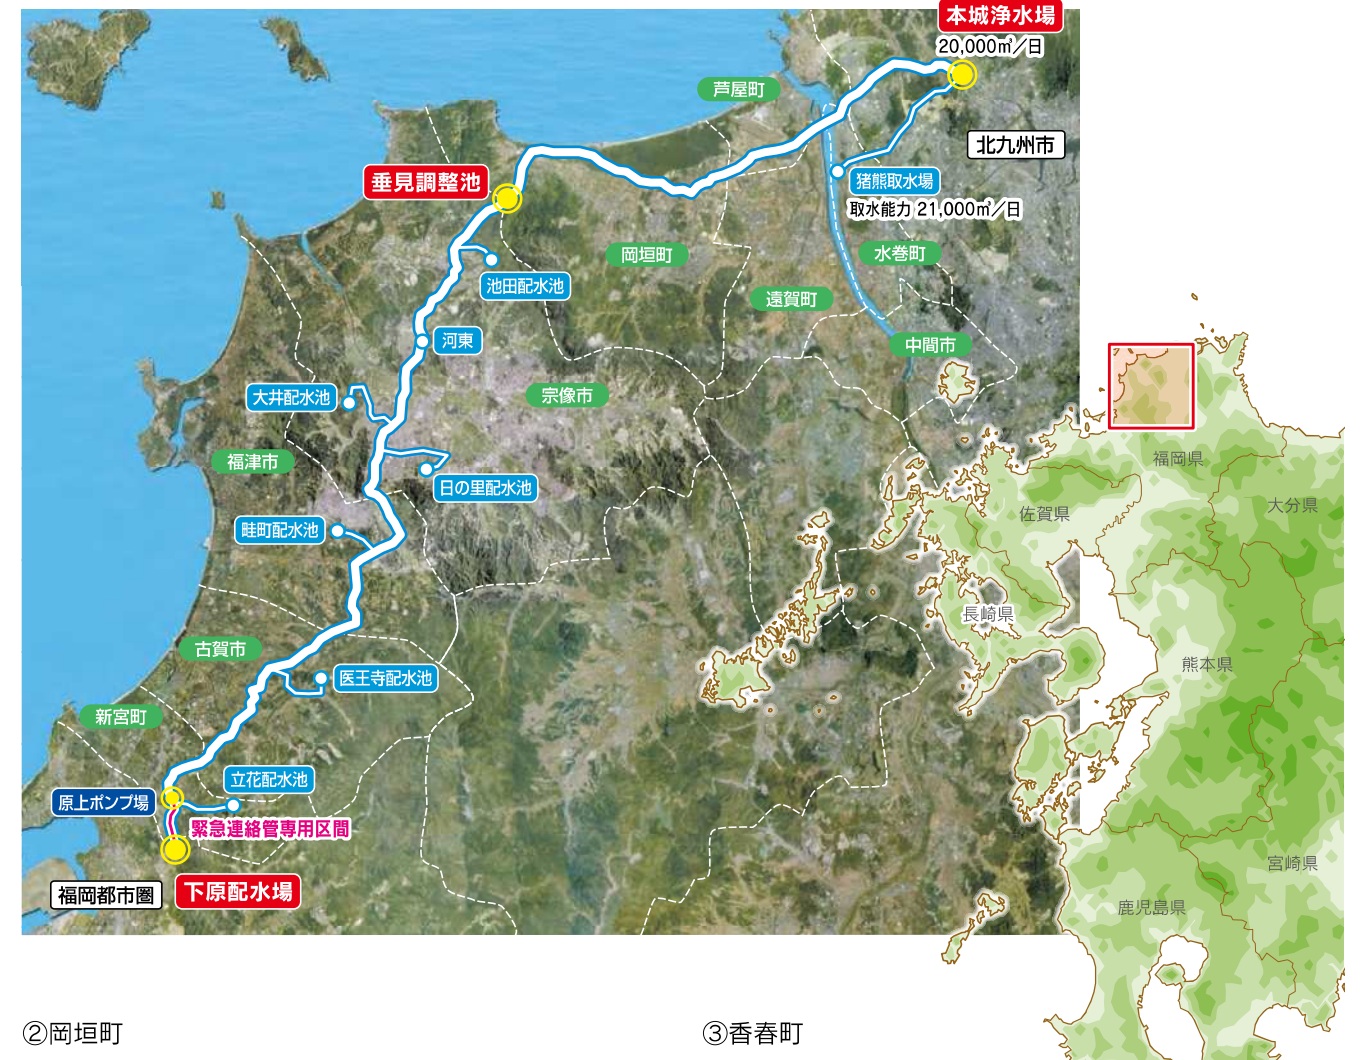 本城浄水場
20,000㎥／日
芦屋町
北九州市
垂見調整池
猪熊取水場
取水能力 21,000㎥／日
岡垣町
水巻町
池田配水池
遠賀町
河東
中間市
大井配水池
宗像市
福津市
日の里配水池
畦町配水池
古賀市
医王寺配水池
新宮町
立花配水池
原上ポンプ場
緊急連絡管専用区間
福岡都市圏
下原配水場
福岡県
佐賀県
大分県
長崎県
熊本県
宮崎県
鹿児島県
②岡垣町
③香春町